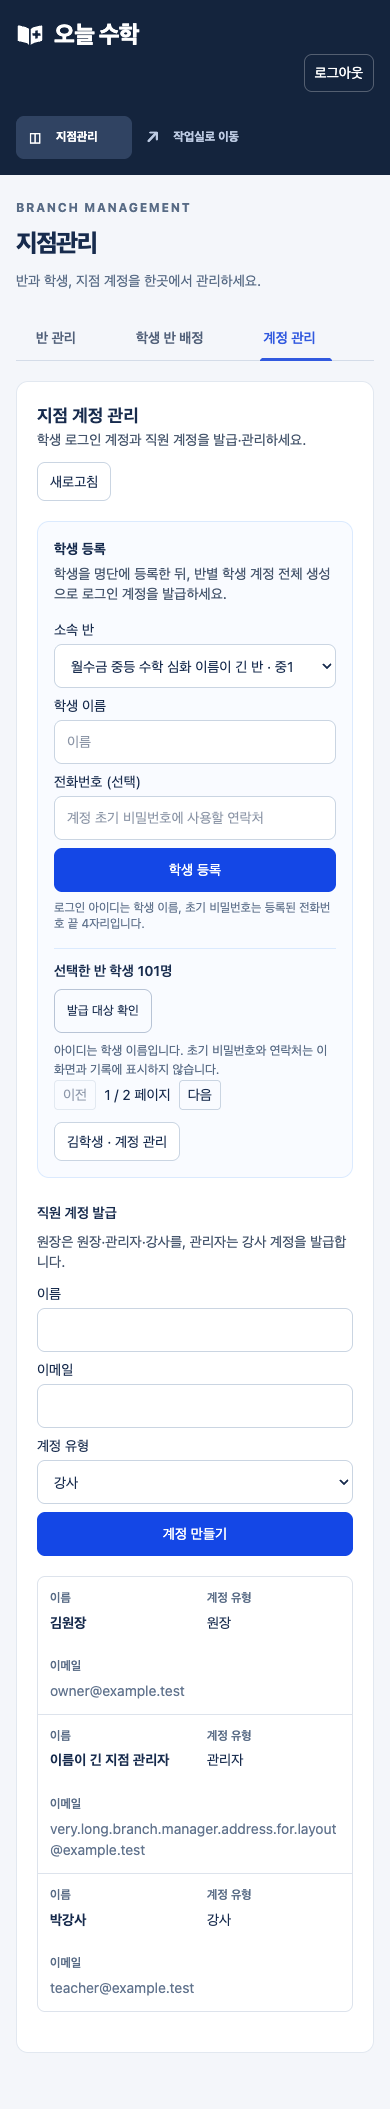 오늘 수학
로그아웃
지점관리
작업실로 이동
BRANCH MANAGEMENT
지점관리
반과 학생, 지점 계정을 한곳에서 관리하세요.
반 관리
학생 반 배정
계정 관리
지점 계정 관리
학생 로그인 계정과 직원 계정을 발급·관리하세요.
새로고침
학생 등록
학생을 명단에 등록한 뒤, 반별 학생 계정 전체 생성
으로 로그인 계정을 발급하세요.
소속 반
월수금 중등 수학 심화 이름이 긴 반 · 중1
학생 이름
이름
전화번호 (선택)
계정 초기 비밀번호에 사용할 연락처
학생 등록
로그인 아이디는 학생 이름, 초기 비밀번호는 등록된 전화번
호 끝 4자리입니다.
선택한 반 학생 101명
발급 대상 확인
아이디는 학생 이름입니다. 초기 비밀번호와 연락처는 이
화면과 기록에 표시하지 않습니다.
이전 1 / 2 페이지 다음
김학생 · 계정 관리
직원 계정 발급
원장은 원장·관리자·강사를, 관리자는 강사 계정을 발급합
니다.
이름
이메일
계정 유형
강사
계정 만들기
이름 계정 유형
김원장 원장
이메일
owner@example.test
이름 계정 유형
이름이 긴 지점 관리자 관리자
이메일
very.long.branch.manager.address.for.layout
@example.test
이름 계정 유형
박강사 강사
이메일
teacher@example.test